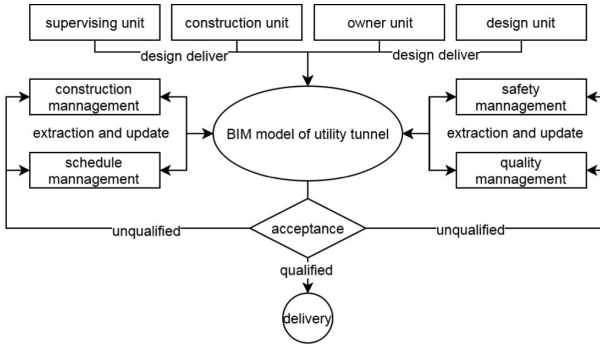 supervising unit
construction unit
owner unit
design unit
design deliver
design deliver
construction
mannagement
safety
mannagement
extraction and update
BIM model of utility tunnel
extraction and update
schedule
mannagement
quality
mannagement
unqualified
acceptance
unqualified
qualified
delivery